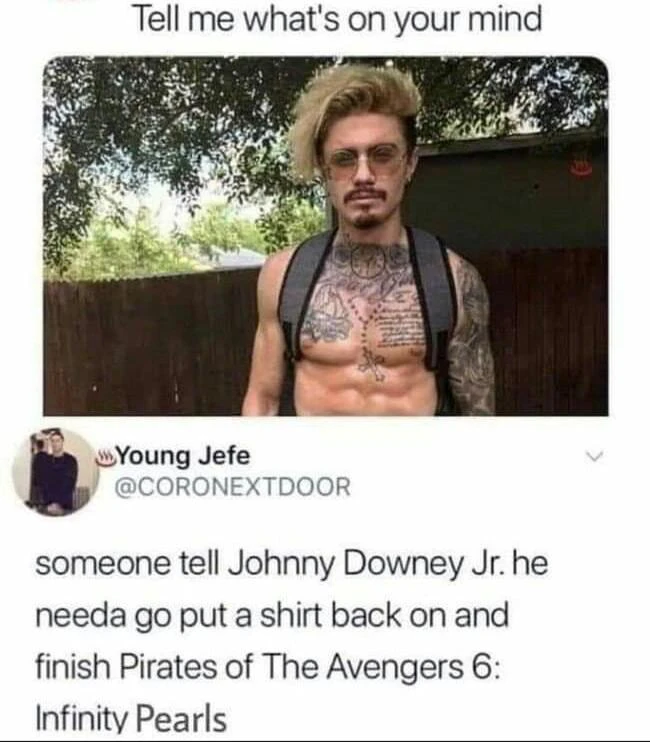 Tell me what's on your mind
Young Jefe
@CORONEXTDOOR
someone tell Johnny Downey Jr. he
needa go put a shirt back on and
finish Pirates of The Avengers 6:
Infinity Pearls